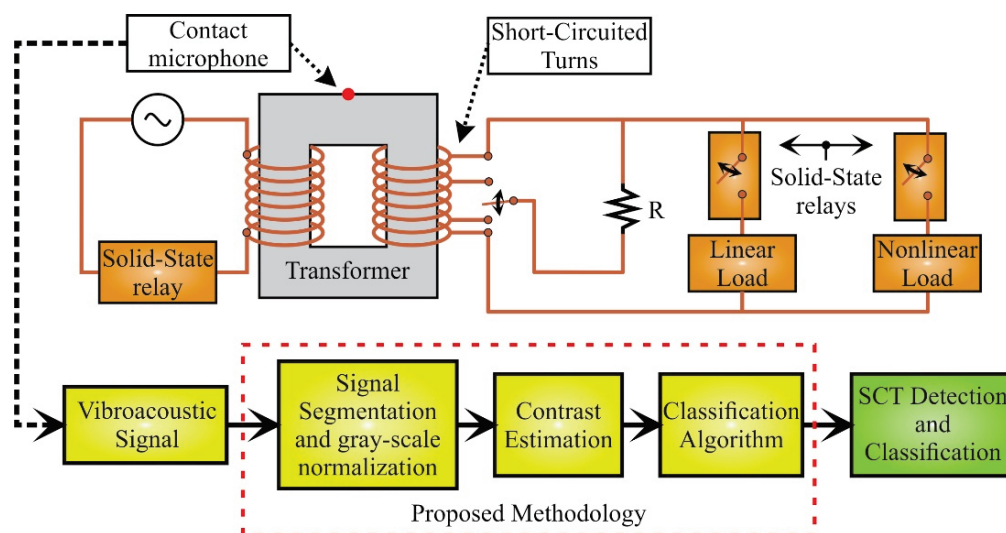 Contact
microphone
Short-Circuited
Turns
Solid-State
relays
R
Solid-State
relay
Transformer
Linear
Load
Nonlinear
Load
Vibroacoustic
Signal
Signal
Segmentation
and gray-scale
normalization
Contrast
Estimation
Classification
Algorithm
SCT Detection
and
Classification
Proposed Methodology